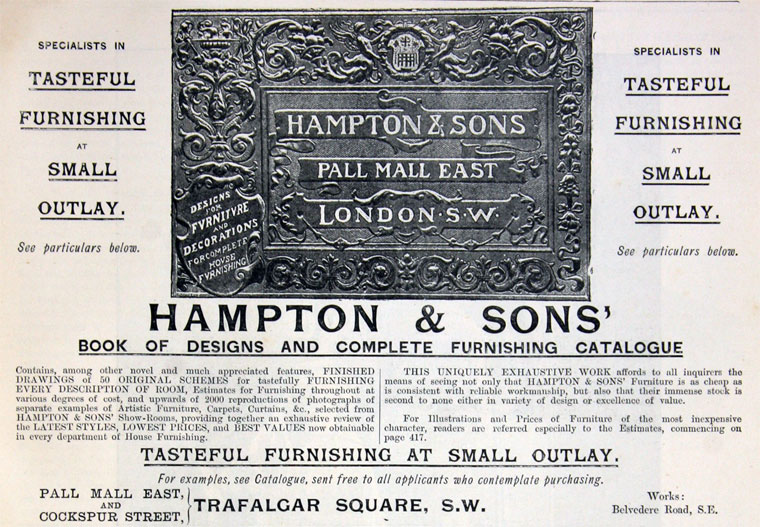 SPECIALISTS IN
TASTEFUL
FURNISHING
AT
SMALL
OUTLAY.
See particulars below.
HAMPTON & SONS
PALL MALL EAST
LONDON·S.W.
DESIGNS
FOR
FVRNITVRE
AND
DECORATIONS
FOR COMPLETE
HOUSE
FVRNISHING
SPECIALISTS IN
TASTEFUL
FURNISHING
AT
SMALL
OUTLAY.
See particulars below.
HAMPTON & SONS'
BOOK OF DESIGNS AND COMPLETE FURNISHING CATALOGUE
Contains, among other novel and much appreciated features, FINISHED
DRAWINGS of 50 ORIGINAL SCHEMES for tastefully FURNISHING
EVERY DESCRIPTION OF ROOM, Estimates for Furnishing throughout at
various degrees of cost, and upwards of 2000 reproductions of photographs of
separate examples of Artistic Furniture, Carpets, Curtains, &c., selected from
HAMPTON & SONS' Show-Rooms, providing together an exhaustive review of
the LATEST STYLES, LOWEST PRICES, and BEST VALUES now obtainable
in every department of House Furnishing.
THIS UNIQUELY EXHAUSTIVE WORK affords to all inquirers the
means of seeing not only that HAMPTON & SONS' Furniture is as cheap as
is consistent with reliable workmanship, but also that their immense stock is
second to none either in variety of design or excellence of value.
For Illustrations and Prices of Furniture of the most inexpensive
character, readers are referred especially to the Estimates, commencing on
page 417.
TASTEFUL FURNISHING AT SMALL OUTLAY.
For examples, see Catalogue, sent free to all applicants who contemplate purchasing.
PALL MALL EAST,
AND
COCKSPUR STREET,
TRAFALGAR SQUARE, S.W.
Works:
Belvedere Road, S.E.